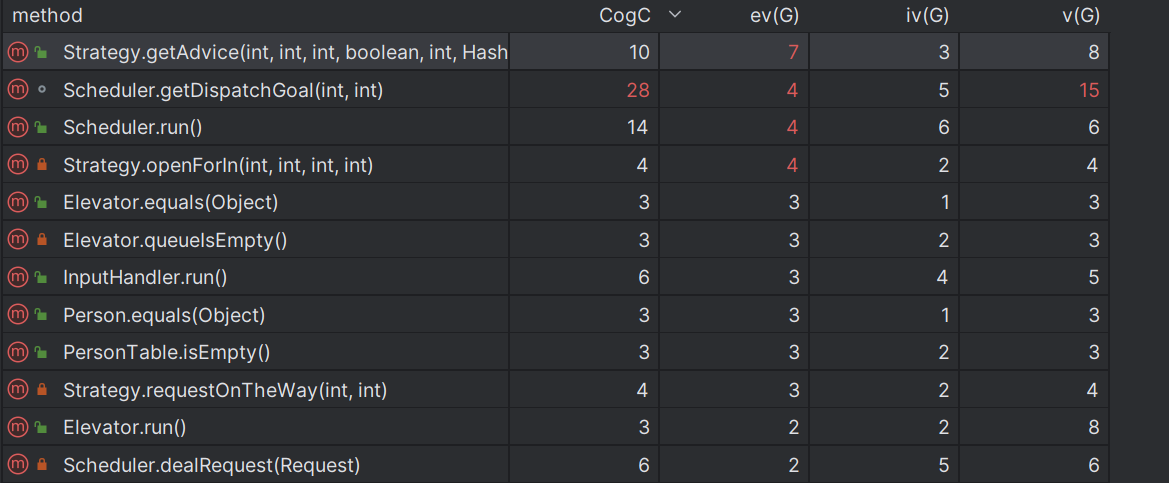 method CogC ev(G) iv(G) v(G)
m Strategy.getAdvice(int, int, int, boolean, int, Hash 10 7 3 8
m Scheduler.getDispatchGoal(int, int) 28 4 5 15
m Scheduler.run() 14 4 6 6
m Strategy.openForIn(int, int, int, int) 4 4 2 4
m Elevator.equals(Object) 3 3 1 3
m Elevator.queueIsEmpty() 3 3 2 3
m InputHandler.run() 6 3 4 5
m Person.equals(Object) 3 3 1 3
m PersonTable.isEmpty() 3 3 2 3
m Strategy.requestOnTheWay(int, int) 4 3 2 4
m Elevator.run() 3 2 2 8
m Scheduler.dealRequest(Request) 6 2 5 6